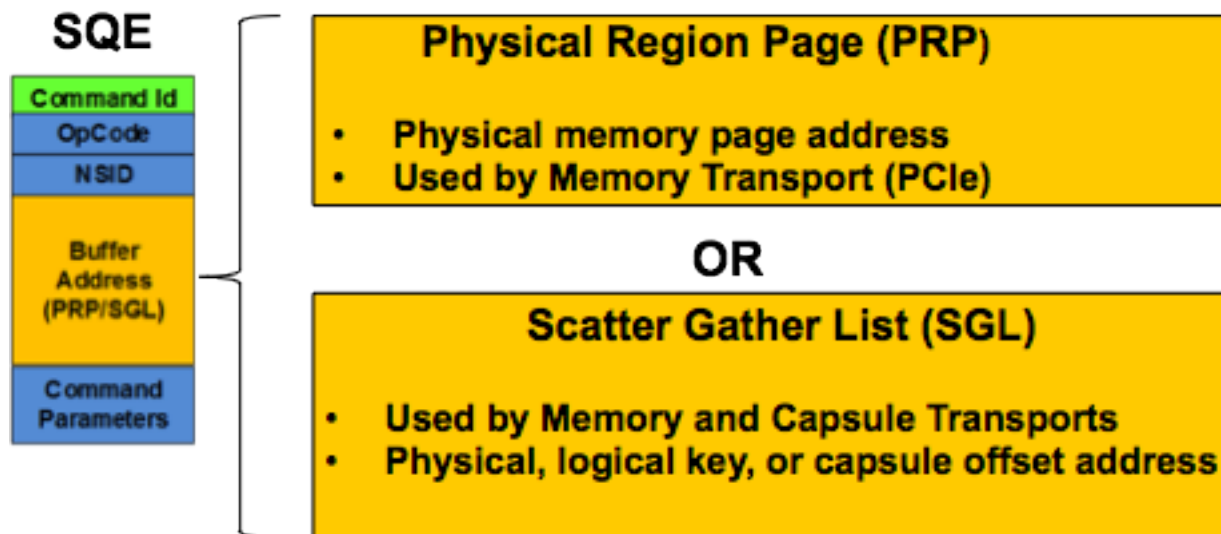 SQE
Command Id
OpCode
NSID
Buffer
Address
(PRP/SGL)
Command
Parameters
Physical Region Page (PRP)
• Physical memory page address
• Used by Memory Transport (PCIe)
OR
Scatter Gather List (SGL)
• Used by Memory and Capsule Transports
• Physical, logical key, or capsule offset address